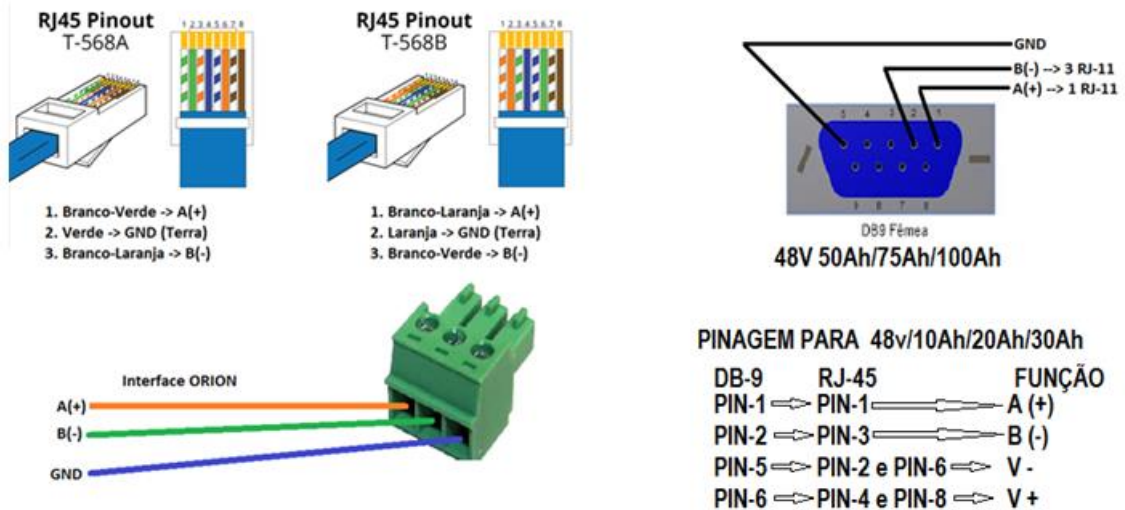 RJ45 Pinout
T-568A
1 2 3 4 5 6 7 8
1. Branco-Verde -> A(+)
2. Verde -> GND (Terra)
3. Branco-Laranja -> B(-)
RJ45 Pinout
T-568B
1 2 3 4 5 6 7 8
1. Branco-Laranja -> A(+)
2. Laranja -> GND (Terra)
3. Branco-Verde -> B(-)
GND
B(-) --> 3 RJ-11
A(+) --> 1 RJ-11
5 4 3 2 1
9 8 7 6
DB9 Fêmea
48V 50Ah/75Ah/100Ah
Interface ORION
A(+)
B(-)
GND
PINAGEM PARA 48v/10Ah/20Ah/30Ah
DB-9 RJ-45 FUNÇÃO
PIN-1 ⇨ PIN-1 ⇨ A (+)
PIN-2 ⇨ PIN-3 ⇨ B (-)
PIN-5 ⇨ PIN-2 e PIN-6 ⇨ V -
PIN-6 ⇨ PIN-4 e PIN-8 ⇨ V +